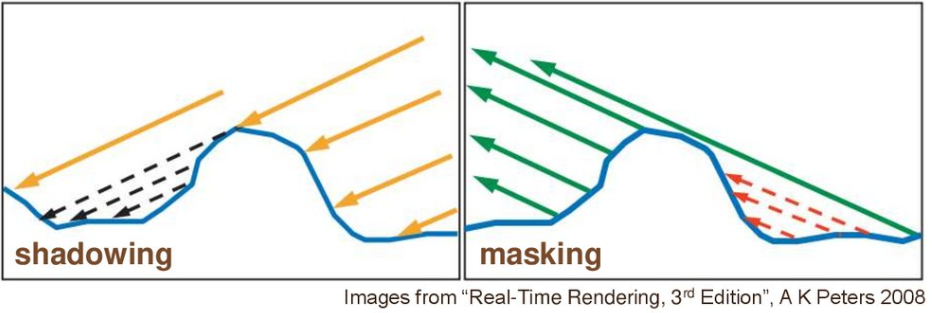 shadowing
masking
Images from “Real-Time Rendering, 3rd Edition”, A K Peters 2008